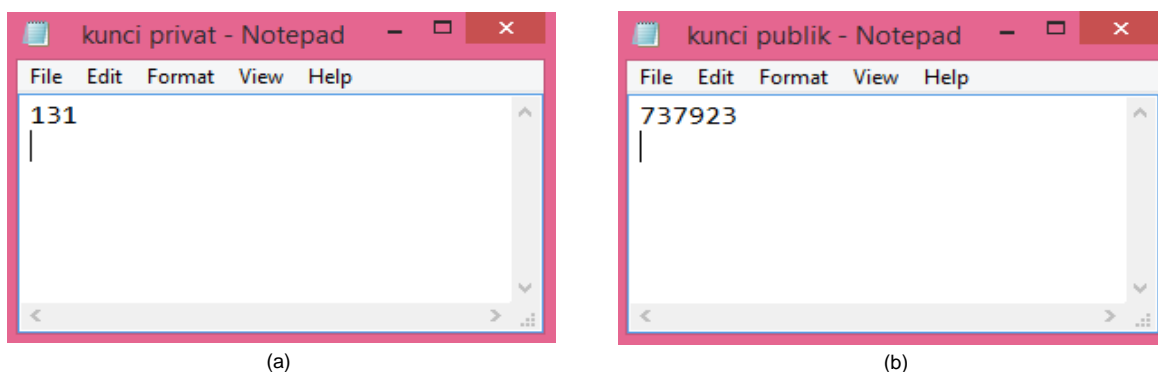 kunci privat - Notepad
File Edit Format View Help
131
(a)
kunci publik - Notepad
File Edit Format View Help
737923
(b)